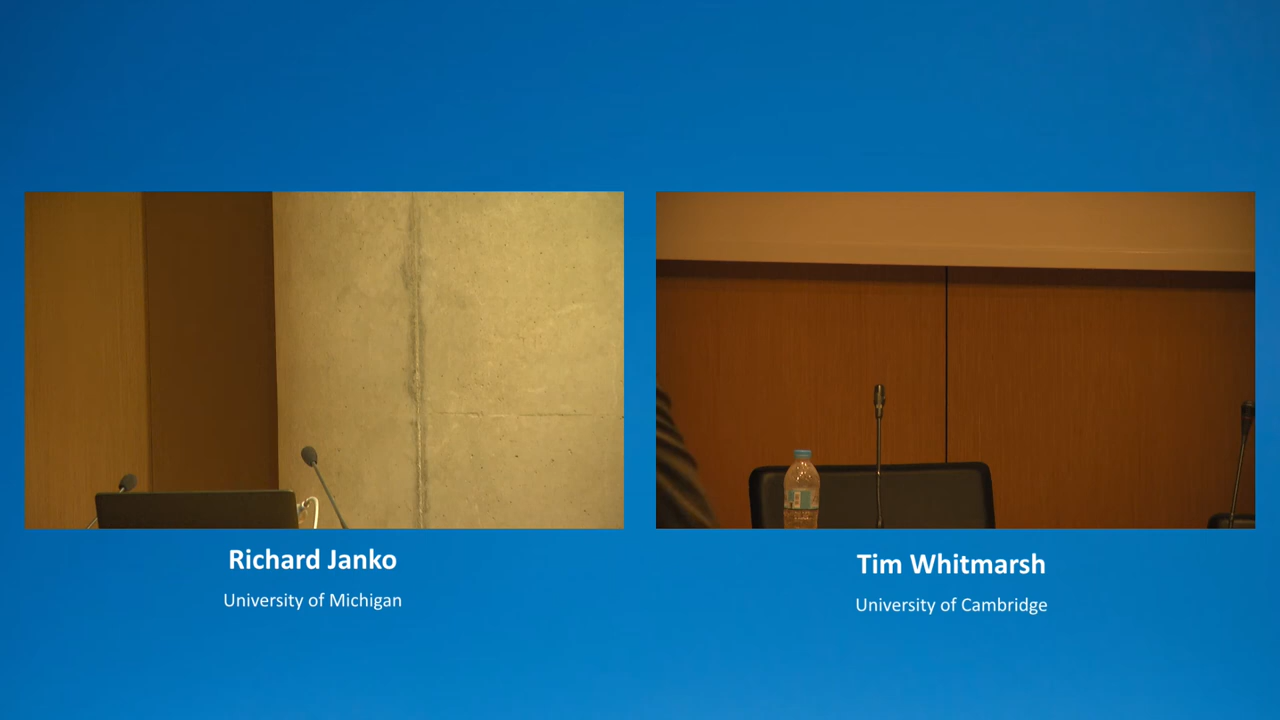 Richard Janko
University of Michigan
Tim Whitmarsh
University of Cambridge